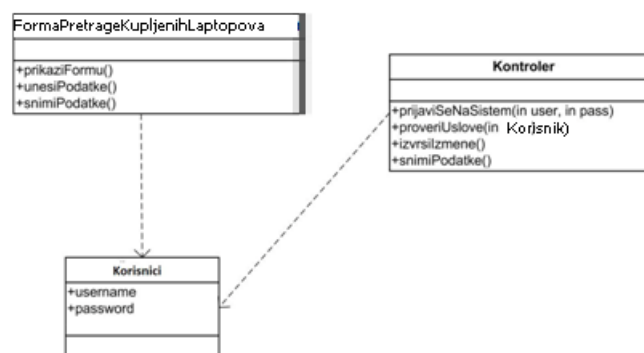 FormaPretrageKupljenihLaptopova
+prikaziFormu()
+unesiPodatke()
+snimiPodatke()
Kontroler
+prijaviSeNaSistem(in user, in pass)
+proveriUslove(in Korisnik)
+izvrsiIzmene()
+snimiPodatke()
Korisnici
+username
+password